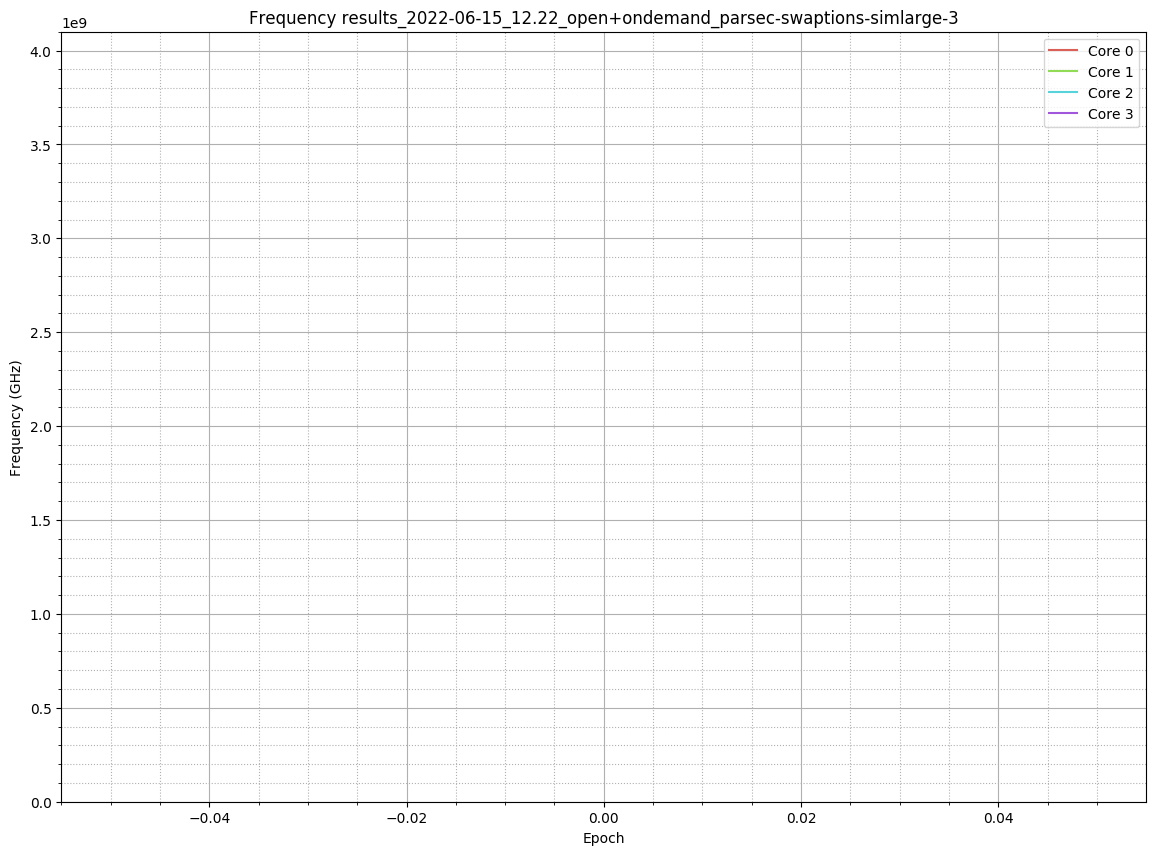 Frequency results_2022-06-15_12.22_open+ondemand_parsec-swaptions-simlarge-3
1e9
4.0
3.5
3.0
2.5
2.0
1.5
1.0
0.5
0.0
Frequency (GHz)
Core 0
Core 1
Core 2
Core 3
−0.04 −0.02 0.00 0.02 0.04
Epoch